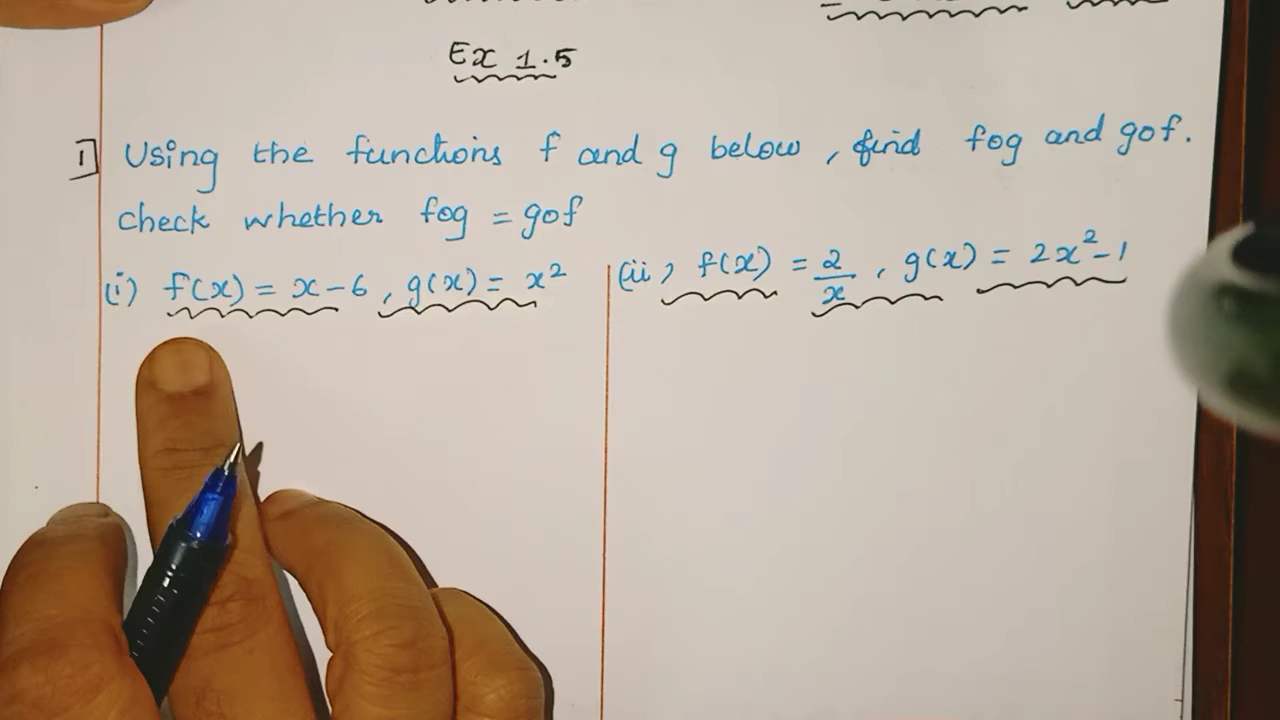 Ex 1.5
1] Using the functions f and g below, find fog and gof.
check whether fog = gof
(i) f(x) = x-6, g(x) = x²
(ii) f(x) = 2/x, g(x) = 2x²-1